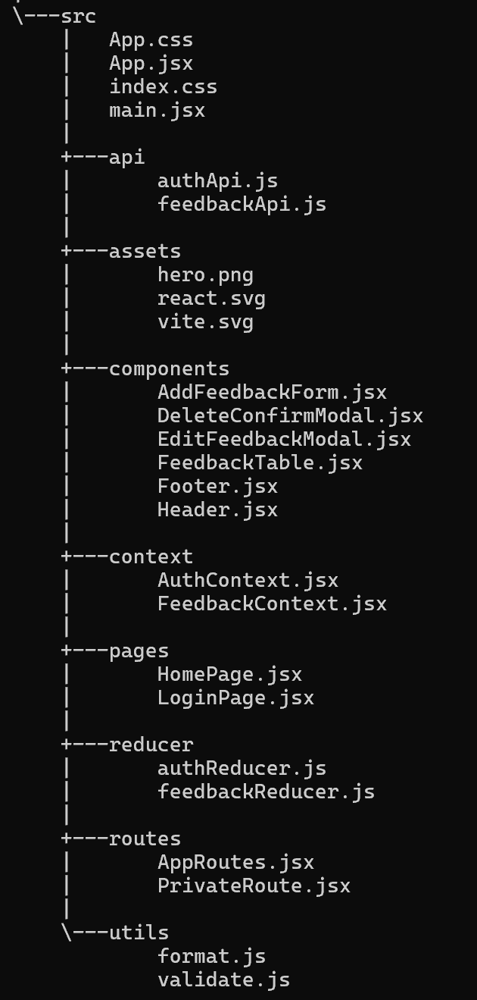 \---src
    |   App.css
    |   App.jsx
    |   index.css
    |   main.jsx
    |
    +---api
    |       authApi.js
    |       feedbackApi.js
    |
    +---assets
    |       hero.png
    |       react.svg
    |       vite.svg
    |
    +---components
    |       AddFeedbackForm.jsx
    |       DeleteConfirmModal.jsx
    |       EditFeedbackModal.jsx
    |       FeedbackTable.jsx
    |       Footer.jsx
    |       Header.jsx
    |
    +---context
    |       AuthContext.jsx
    |       FeedbackContext.jsx
    |
    +---pages
    |       HomePage.jsx
    |       LoginPage.jsx
    |
    +---reducer
    |       authReducer.js
    |       feedbackReducer.js
    |
    +---routes
    |       AppRoutes.jsx
    |       PrivateRoute.jsx
    |
    \---utils
            format.js
            validate.js